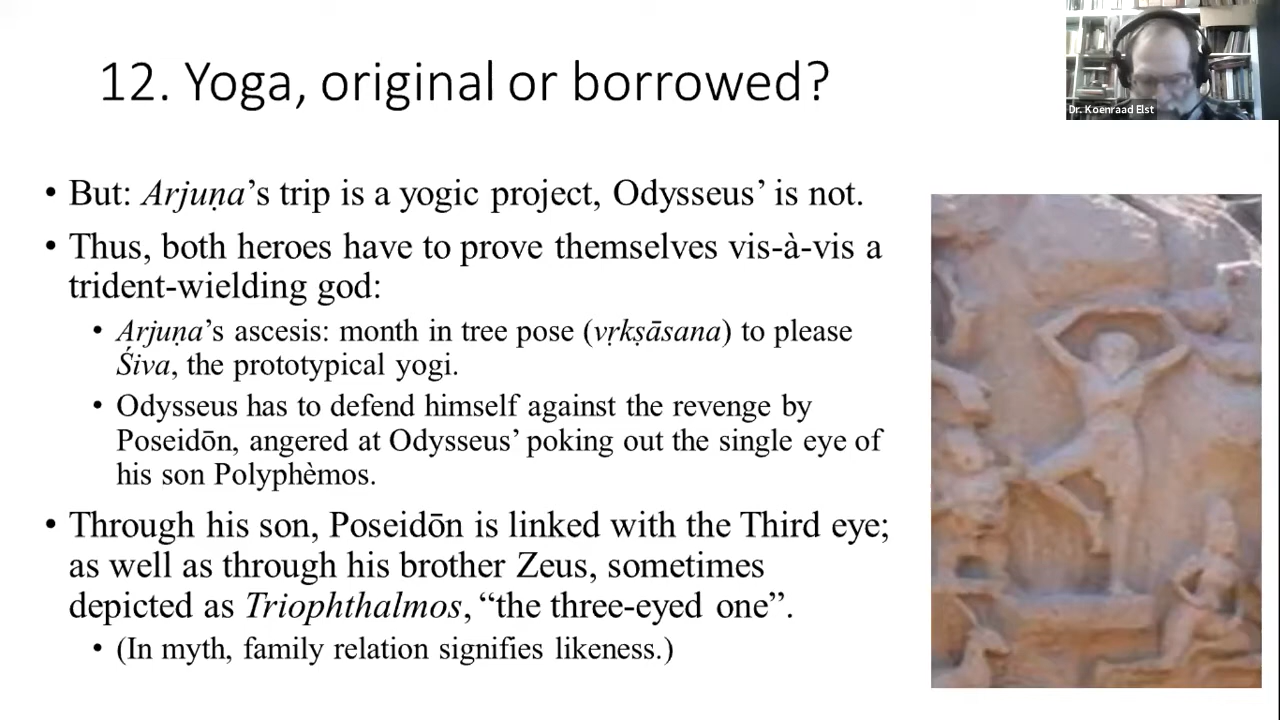 12. Yoga, original or borrowed?
Dr. Koenraad Elst
• But: Arjuṇa’s trip is a yogic project, Odysseus’ is not.
• Thus, both heroes have to prove themselves vis-à-vis a
trident-wielding god:
• Arjuṇa’s ascesis: month in tree pose (vṛkṣāsana) to please
Śiva, the prototypical yogi.
• Odysseus has to defend himself against the revenge by
Poseidōn, angered at Odysseus’ poking out the single eye of
his son Polyphèmos.
• Through his son, Poseidōn is linked with the Third eye;
as well as through his brother Zeus, sometimes
depicted as Triophthalmos, “the three-eyed one”.
• (In myth, family relation signifies likeness.)